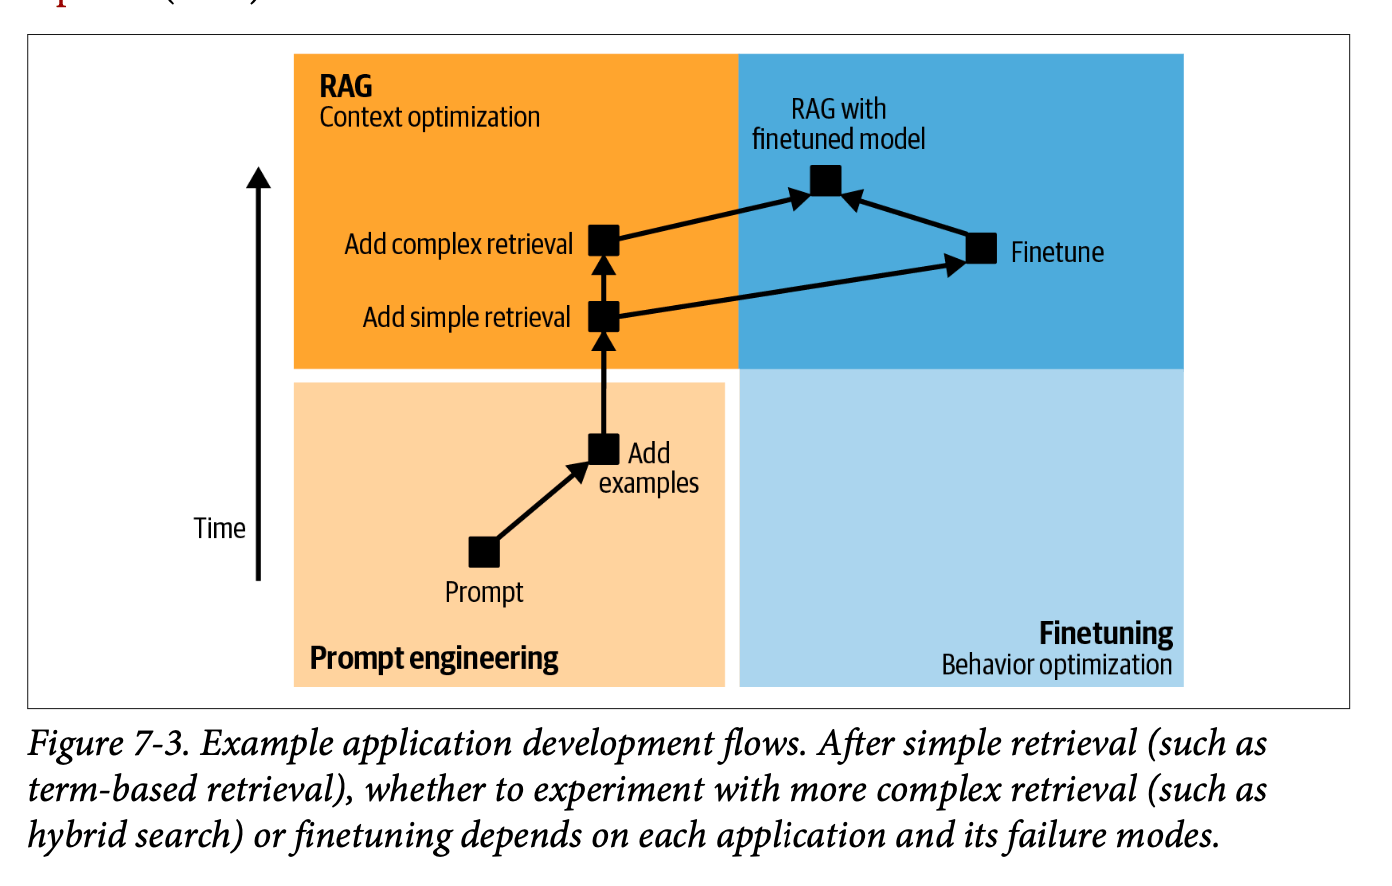 RAG
Context optimization
RAG with
finetuned model
Add complex retrieval
Finetune
Add simple retrieval
Add
examples
Time
Prompt
Prompt engineering
Finetuning
Behavior optimization
Figure 7-3. Example application development flows. After simple retrieval (such as
term-based retrieval), whether to experiment with more complex retrieval (such as
hybrid search) or finetuning depends on each application and its failure modes.